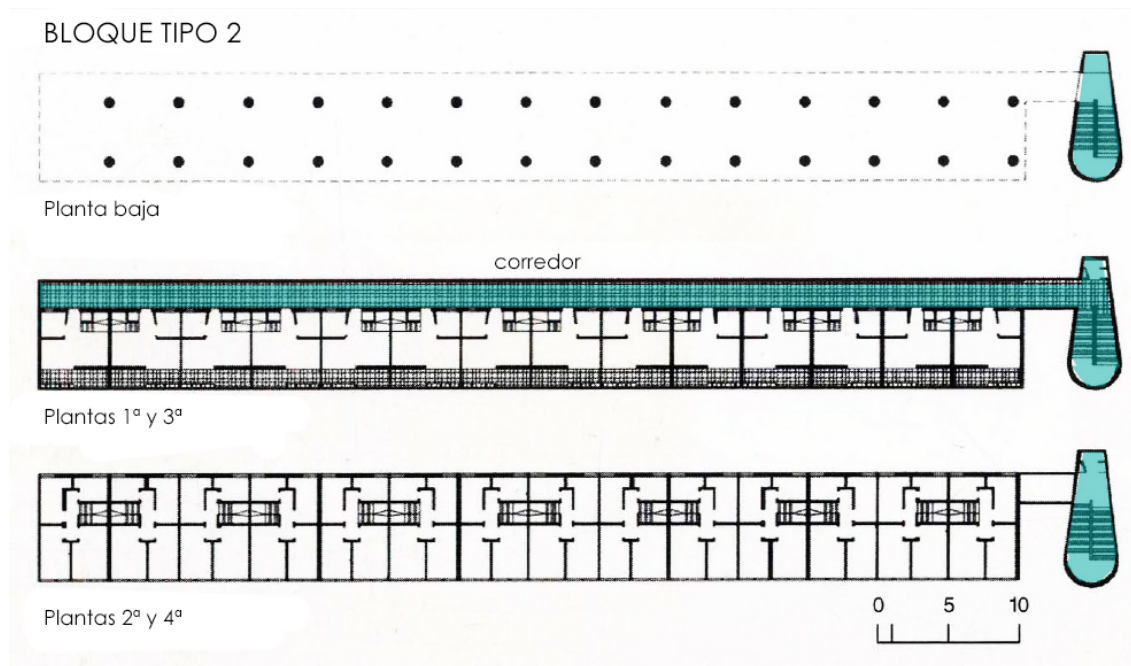 BLOQUE TIPO 2
Planta baja
corredor
Plantas 1ª y 3ª
Plantas 2ª y 4ª
0 5 10